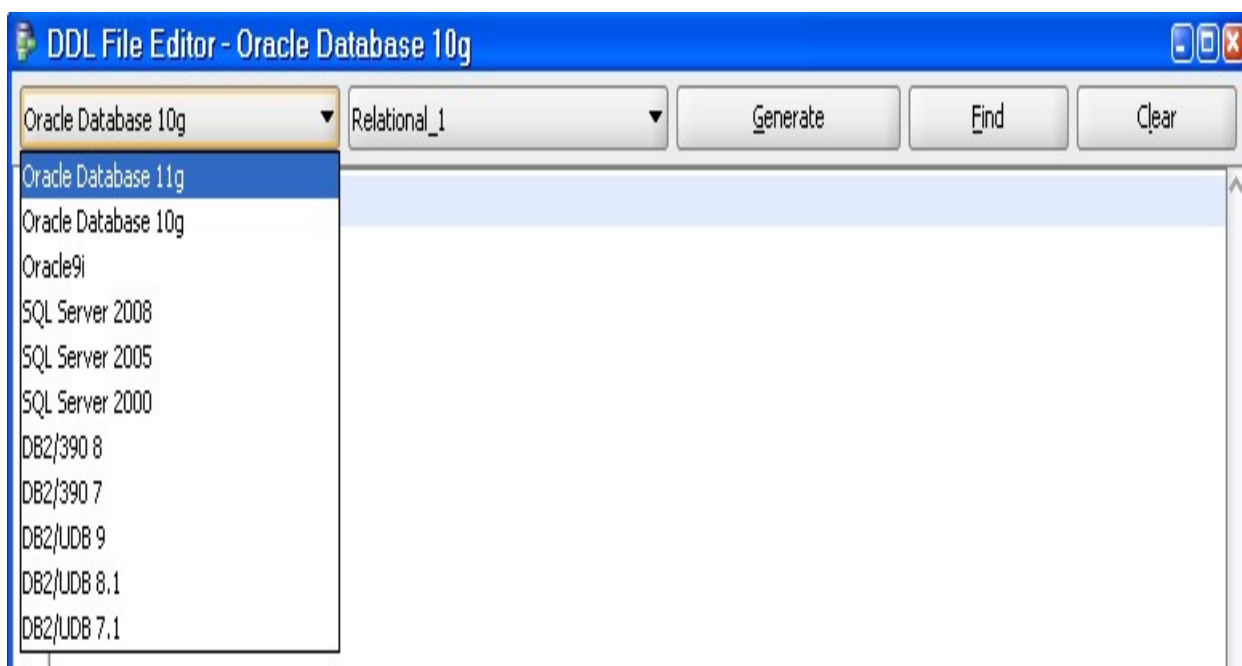 DDL File Editor - Oracle Database 10g
Oracle Database 10g Relational_1 Generate Find Clear
Oracle Database 11g
Oracle Database 10g
Oracle9i
SQL Server 2008
SQL Server 2005
SQL Server 2000
DB2/390 8
DB2/390 7
DB2/UDB 9
DB2/UDB 8.1
DB2/UDB 7.1